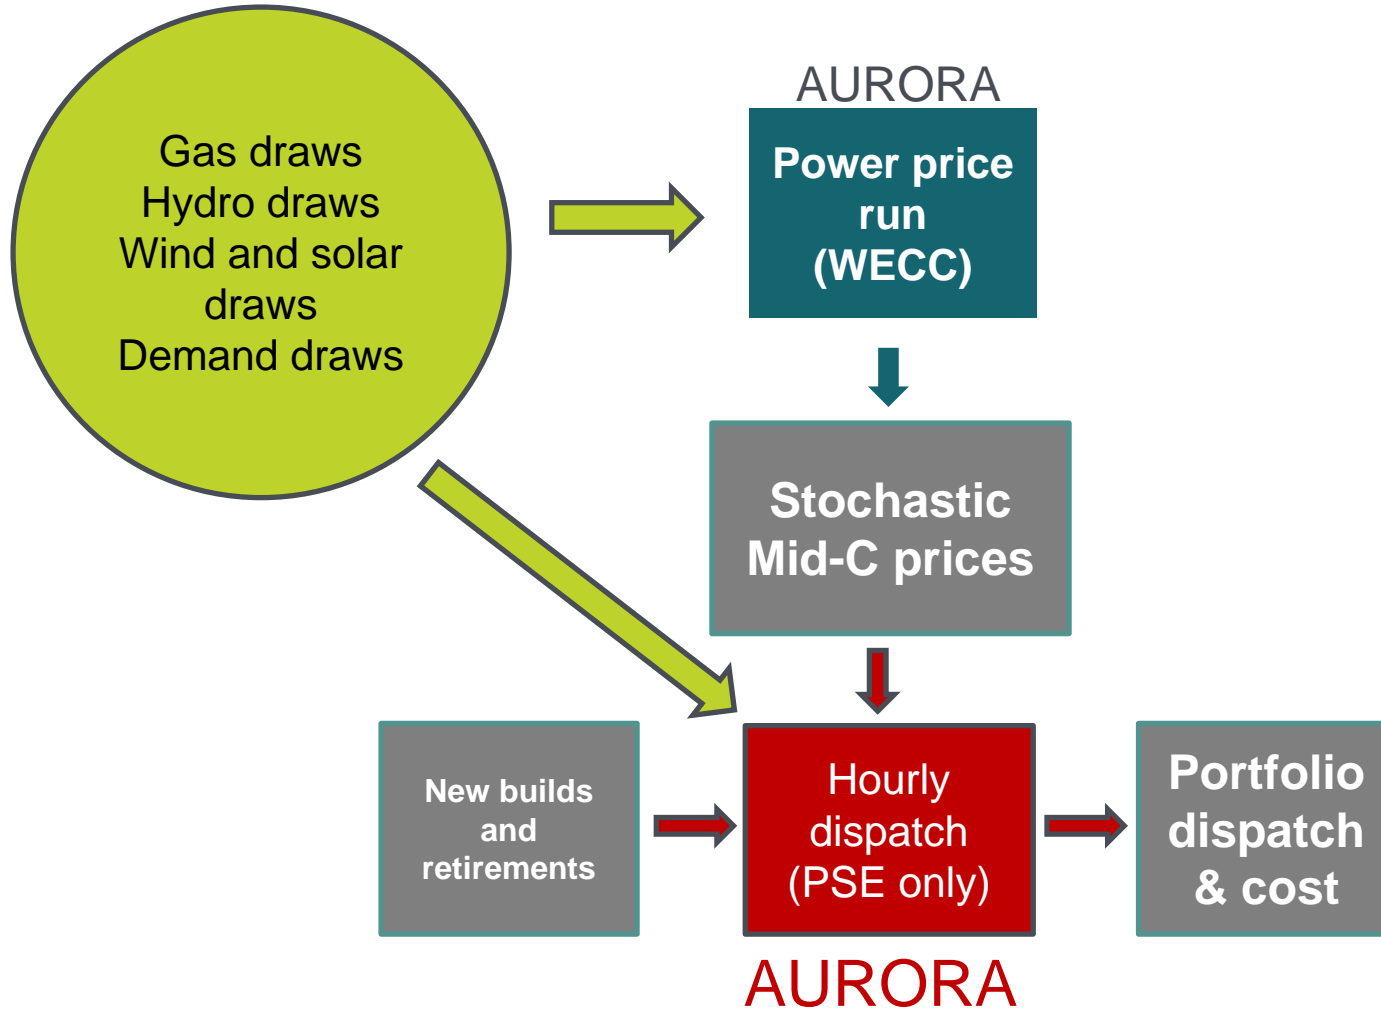 Gas draws
Hydro draws
Wind and solar
draws
Demand draws
AURORA
Power price
run
(WECC)
Stochastic
Mid-C prices
New builds
and
retirements
Hourly
dispatch
(PSE only)
Portfolio
dispatch
& cost
AURORA